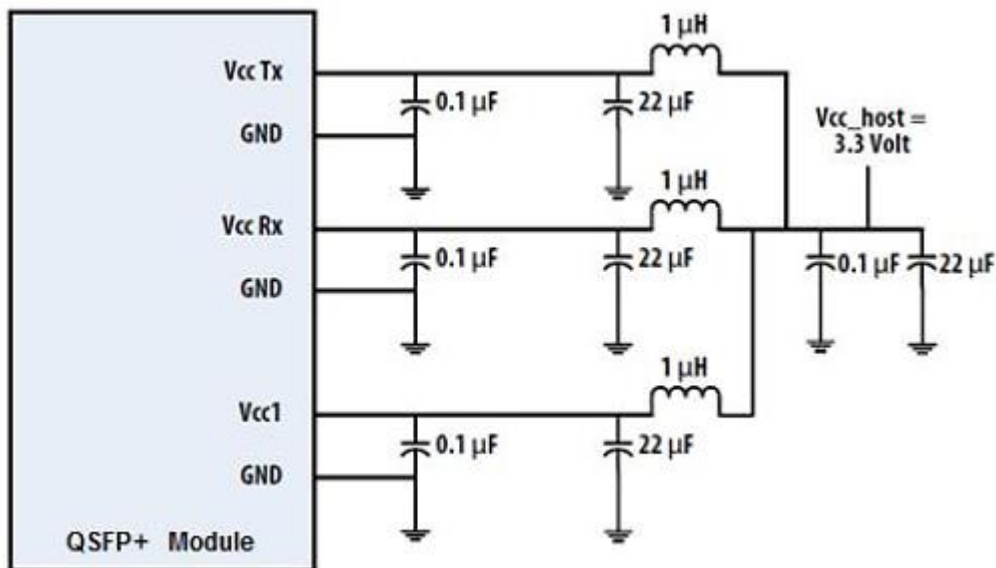 1 µH
Vcc Tx
0.1 µF
22 µF
GND
Vcc_host =
3.3 Volt
1 µH
Vcc Rx
0.1 µF
22 µF
0.1 µF
22 µF
GND
1 µH
Vcc1
0.1 µF
22 µF
GND
QSFP+ Module